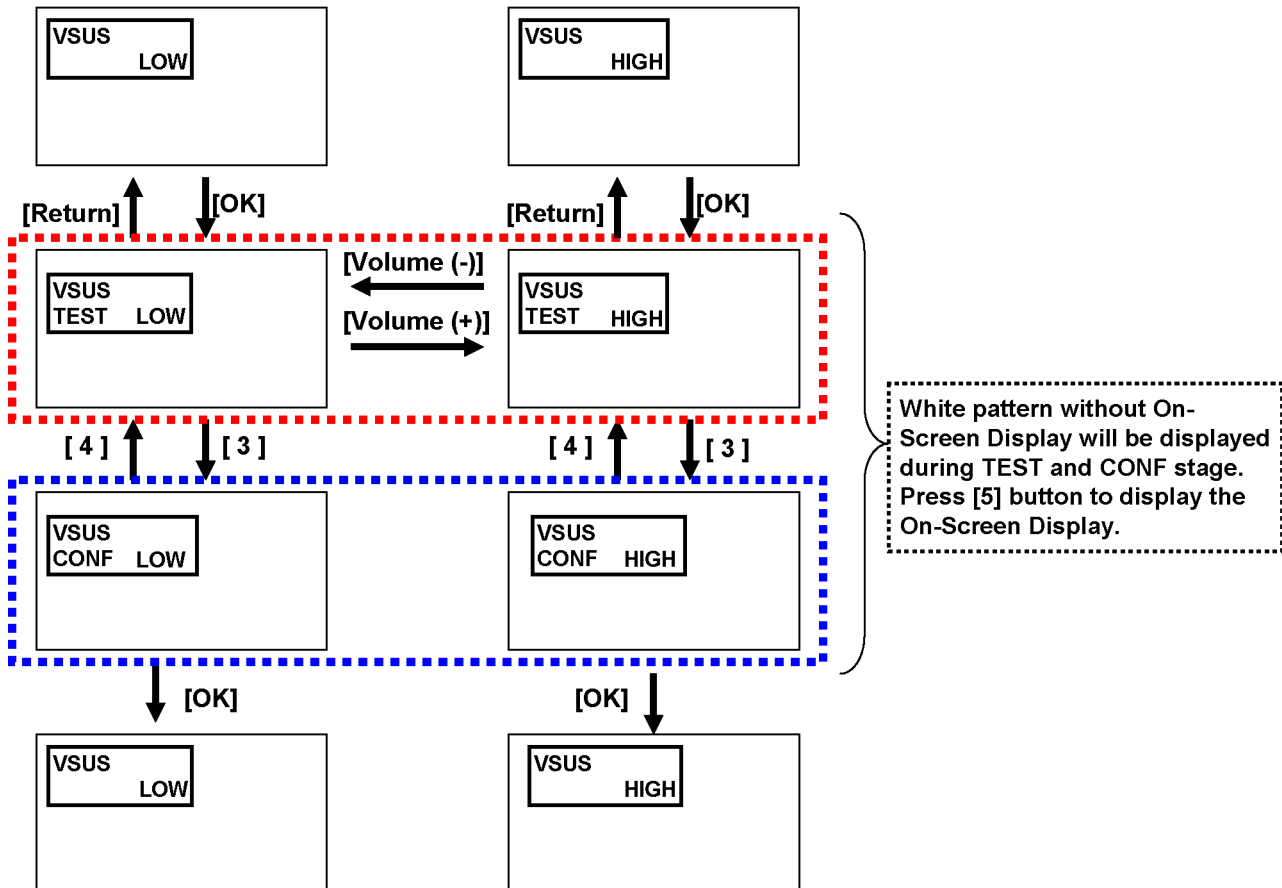 VSUS
LOW
VSUS
HIGH
[Return]
[OK]
[Return]
[OK]
VSUS
TEST LOW
[Volume (-)]
[Volume (+)]
VSUS
TEST HIGH
[ 4 ]
[ 3 ]
[ 4 ]
[ 3 ]
White pattern without On-
Screen Display will be displayed
during TEST and CONF stage.
Press [5] button to display the
On-Screen Display.
VSUS
CONF LOW
VSUS
CONF HIGH
[OK]
[OK]
VSUS
LOW
VSUS
HIGH